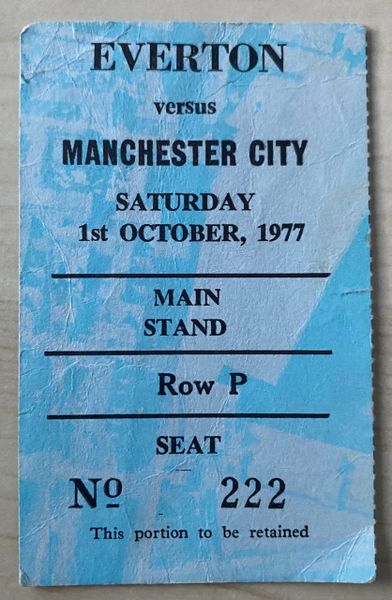 EVERTON
versus
MANCHESTER CITY
SATURDAY
1st OCTOBER, 1977
MAIN
STAND
Row P
SEAT
Nº 222
This portion to be retained